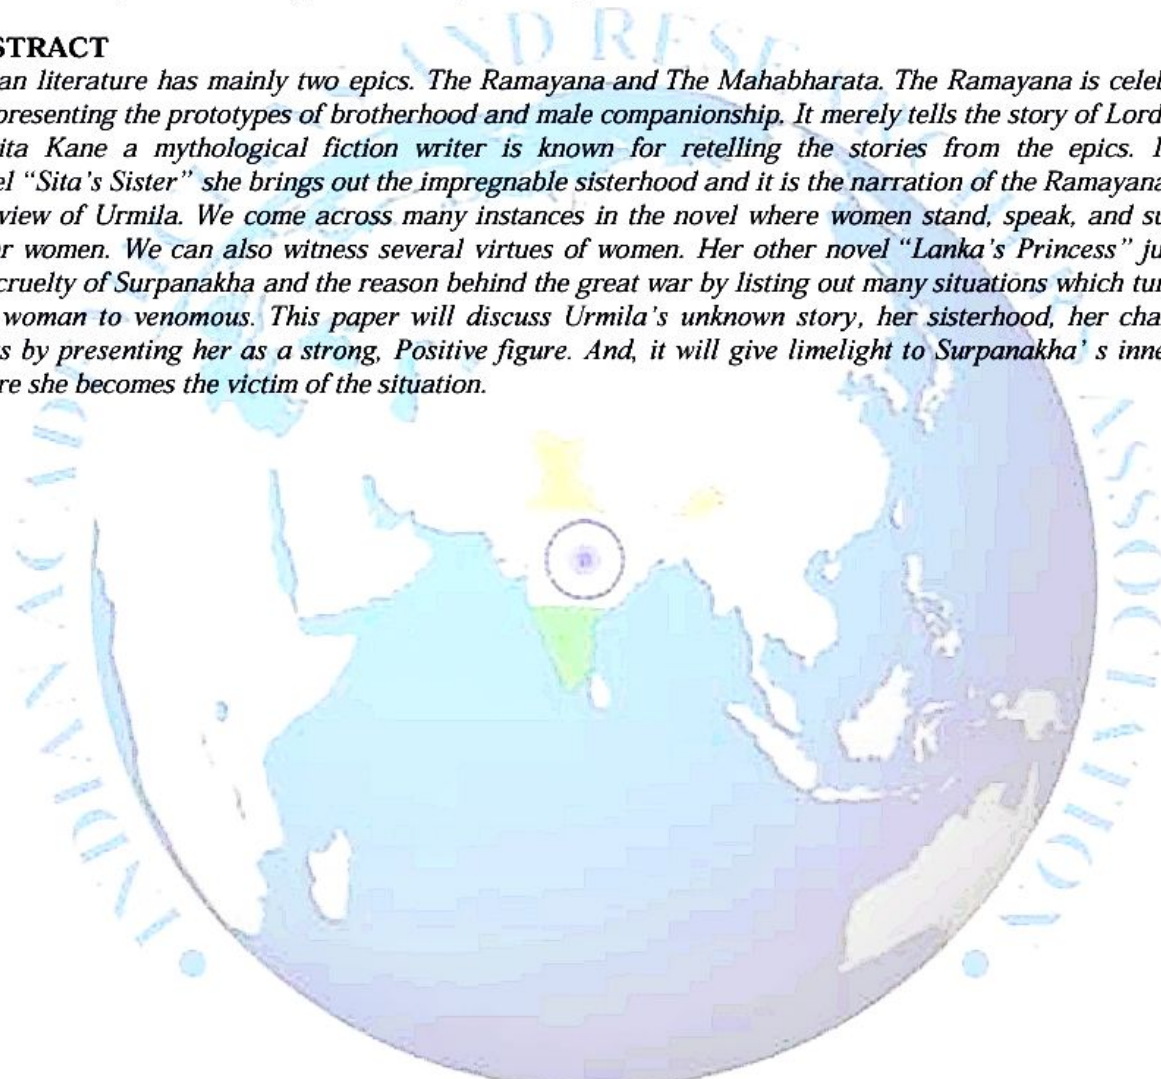 STRACT
an literature has mainly two epics. The Ramayana and The Mahabharata. The Ramayana is celeb
presenting the prototypes of brotherhood and male companionship. It merely tells the story of Lord
ita Kane a mythological fiction writer is known for retelling the stories from the epics. I
el “Sita’s Sister” she brings out the impregnable sisterhood and it is the narration of the Ramayana
view of Urmila. We come across many instances in the novel where women stand, speak, and su
r women. We can also witness several virtues of women. Her other novel “Lanka’s Princess” ju
cruelty of Surpanakha and the reason behind the great war by listing out many situations which tur
woman to venomous. This paper will discuss Urmila’s unknown story, her sisterhood, her cha
s by presenting her as a strong, Positive figure. And, it will give limelight to Surpanakha’ s inne
re she becomes the victim of the situation.
INDIAN ACAD AND RESE ASSOCIATION